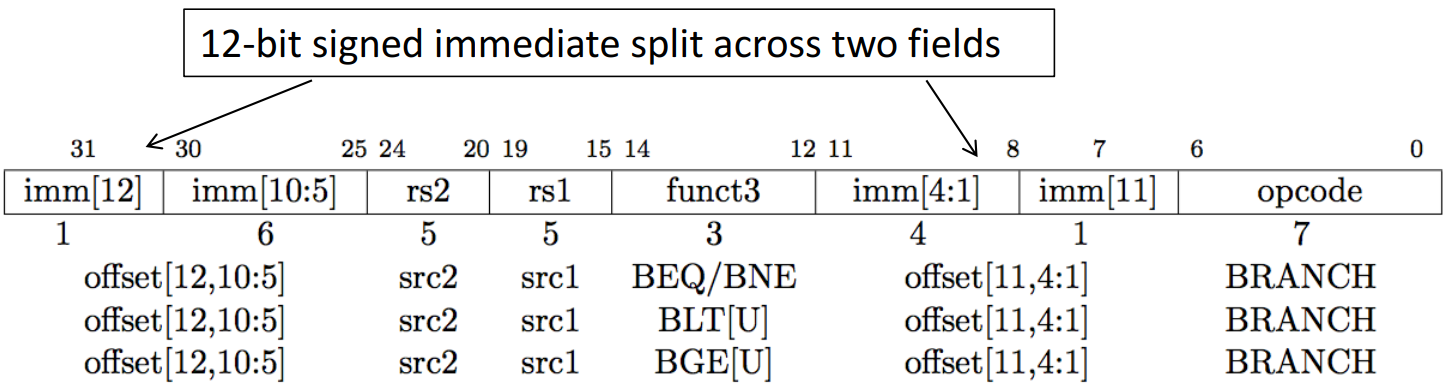 12-bit signed immediate split across two fields
31 30 25 24 20 19 15 14 12 11 8 7 6 0
imm[12] imm[10:5] rs2 rs1 funct3 imm[4:1] imm[11] opcode
1 6 5 5 3 4 1 7
offset[12,10:5] src2 src1 BEQ/BNE offset[11,4:1] BRANCH
offset[12,10:5] src2 src1 BLT[U] offset[11,4:1] BRANCH
offset[12,10:5] src2 src1 BGE[U] offset[11,4:1] BRANCH